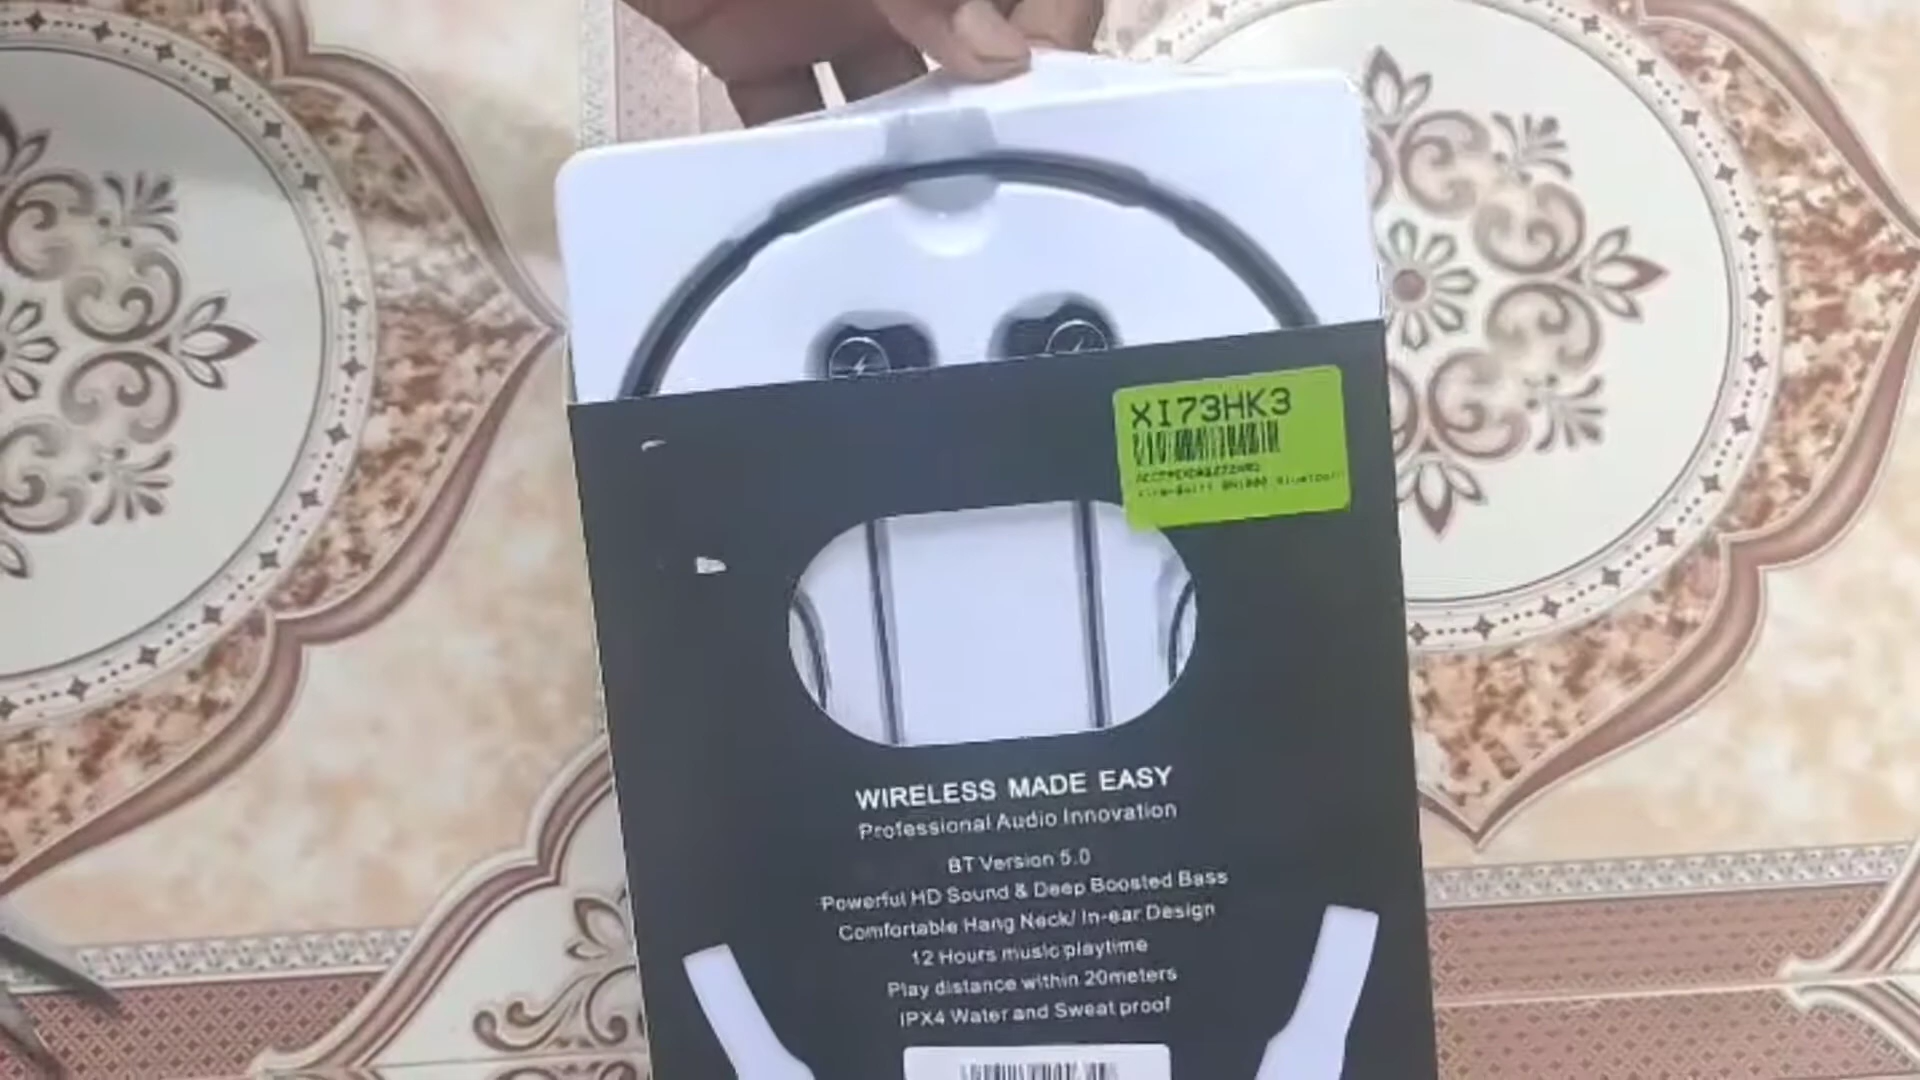 XI73HK3
WIRELESS MADE EASY
Professional Audio Innovation
BT Version 5.0
Powerful HD Sound & Deep Boosted Bass
Comfortable Hang Neck/ In-ear Design
12 Hours music playtime
Play distance within 20meters
IPX4 Water and Sweat proof